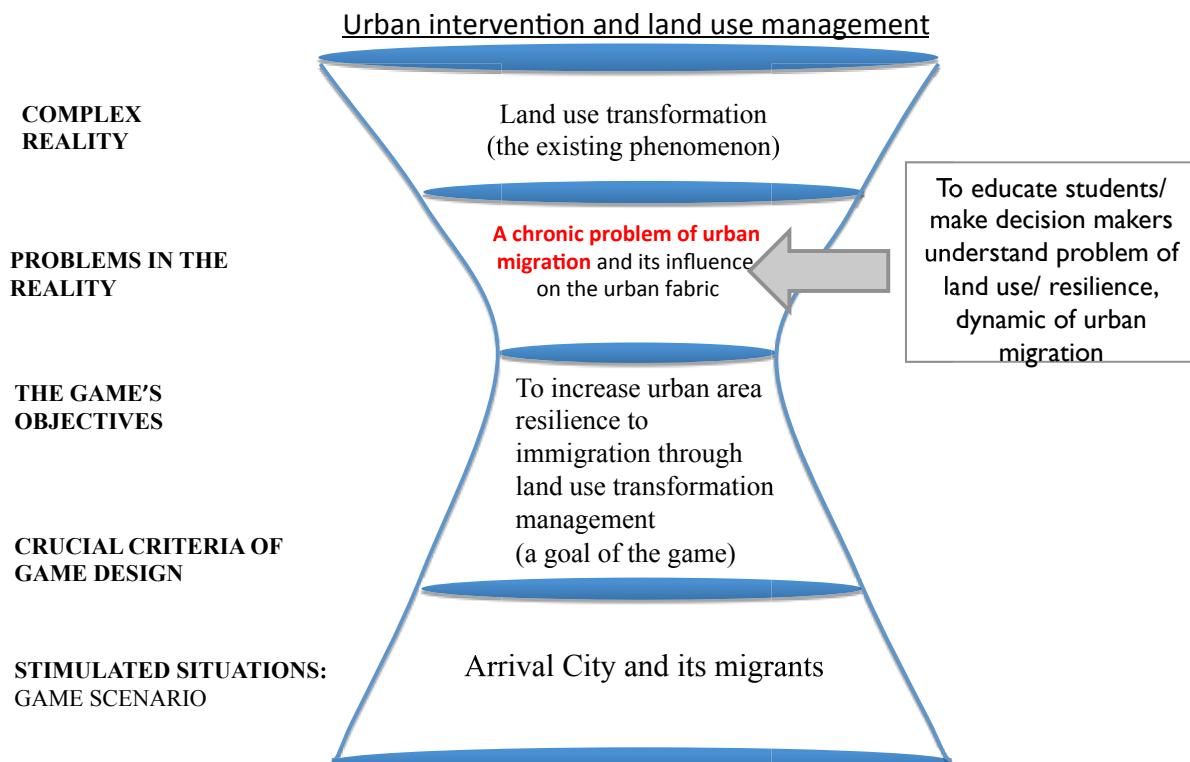 Urban intervention and land use management
COMPLEX
REALITY
Land use transformation
(the existing phenomenon)
PROBLEMS IN THE
REALITY
A chronic problem of urban
migration and its influence
on the urban fabric
To educate students/
make decision makers
understand problem of
land use/ resilience,
dynamic of urban
migration
THE GAME'S
OBJECTIVES
To increase urban area
resilience to
immigration through
land use transformation
management
(a goal of the game)
CRUCIAL CRITERIA OF
GAME DESIGN
STIMULATED SITUATIONS:
GAME SCENARIO
Arrival City and its migrants